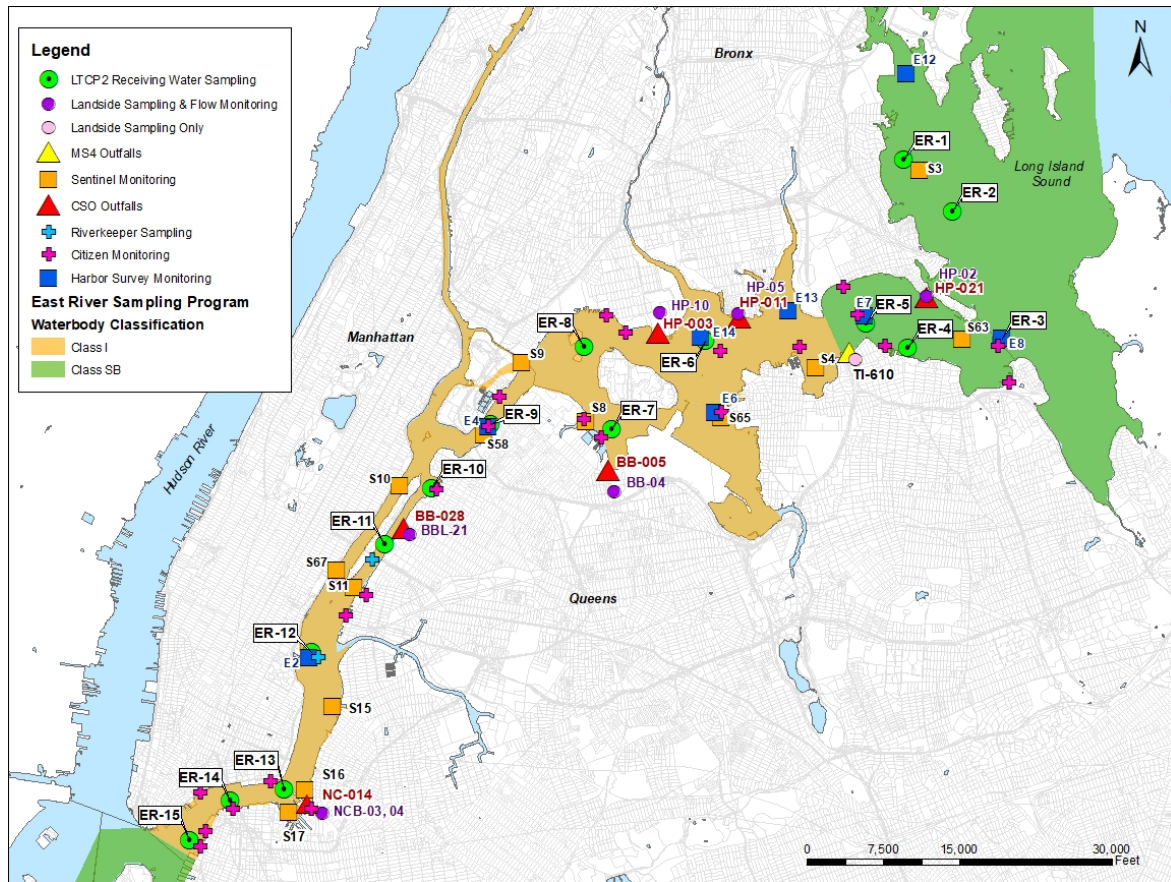 Legend
LTCP2 Receiving Water Sampling
Landside Sampling & Flow Monitoring
Landside Sampling Only
MS4 Outfalls
Sentinel Monitoring
CSO Outfalls
Riverkeeper Sampling
Citizen Monitoring
Harbor Survey Monitoring
East River Sampling Program
Waterbody Classification
Class I
Class SB
N
Bronx
E12
ER-1
S3
Long Island
Sound
ER-2
HP-02
HP-021
HP-05
HP-011
E13
E7
ER-5
HP-10
HP-003
ER-8
E14
ER-6
ER-4
S63
ER-3
E8
Manhattan
S9
S4
TI-610
E4
ER-9
S58
S8
ER-7
E6
S65
Hudson River
S10
ER-10
BB-005
BB-04
ER-11
BB-028
BBL-21
S67
S11
Queens
ER-12
E2
S15
ER-13
S16
ER-14
NC-014
NCB-03, 04
ER-15
S17
0 7,500 15,000 30,000
Feet